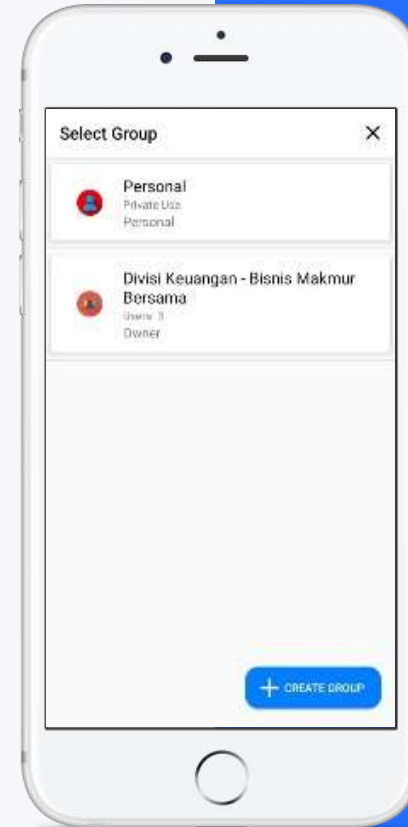 Select Group
Personal
Private Use
Personal
Divisi Keuangan - Bisnis Makmur
Bersama
Users: 3
Owner
CREATE GROUP